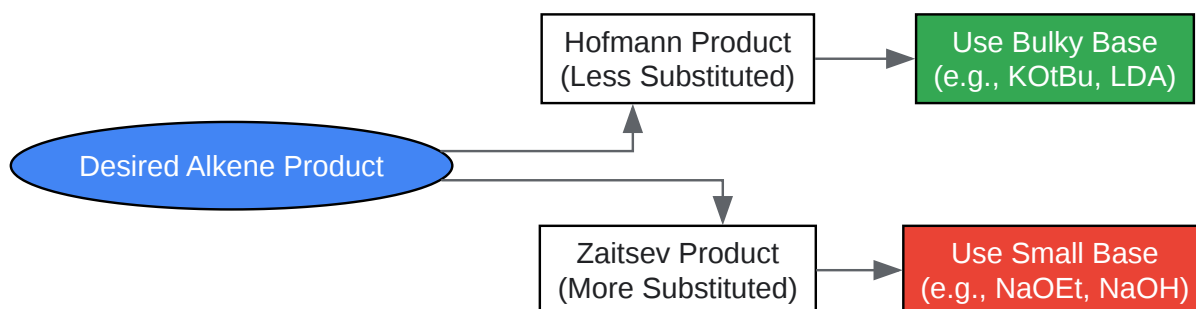 Hofmann Product
(Less Substituted)
Use Bulky Base
(e.g., KOtBu, LDA)
Desired Alkene Product
Zaitsev Product
(More Substituted)
Use Small Base
(e.g., NaOEt, NaOH)